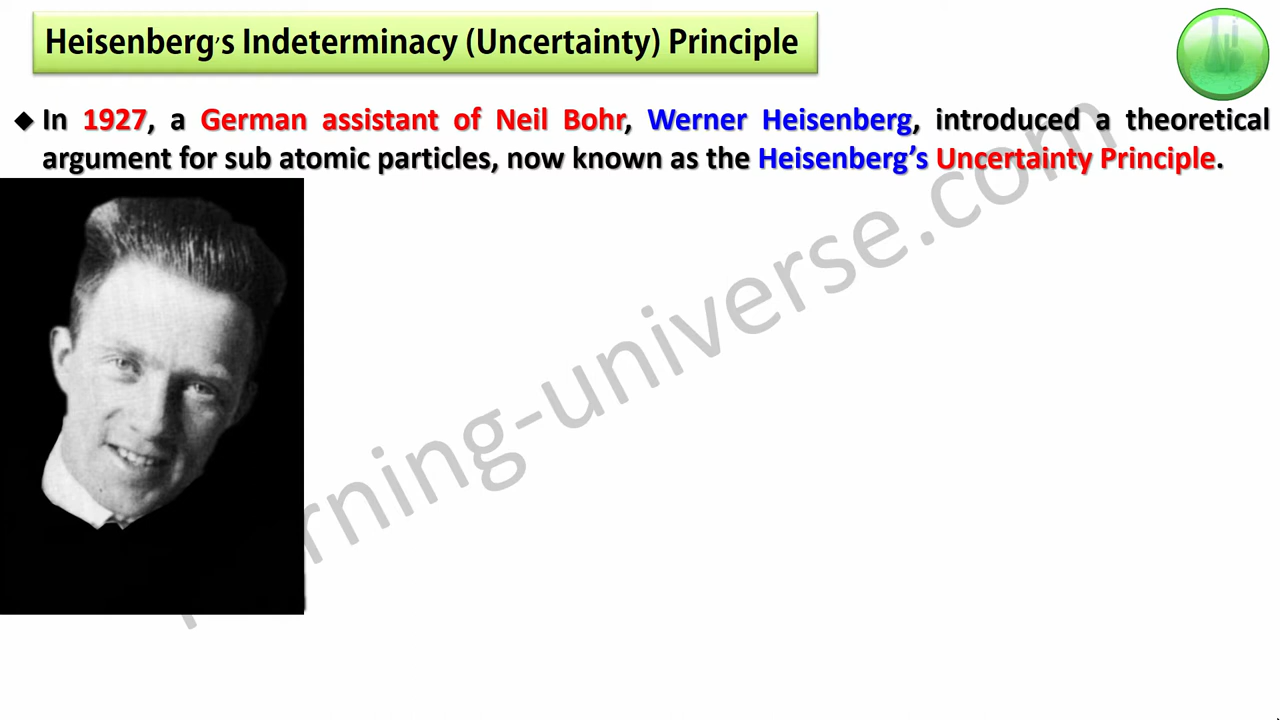 Heisenberg's Indeterminacy (Uncertainty) Principle
◆ In 1927, a German assistant of Neil Bohr, Werner Heisenberg, introduced a theoretical
argument for sub atomic particles, now known as the Heisenberg’s Uncertainty Principle.
rning-universe.com